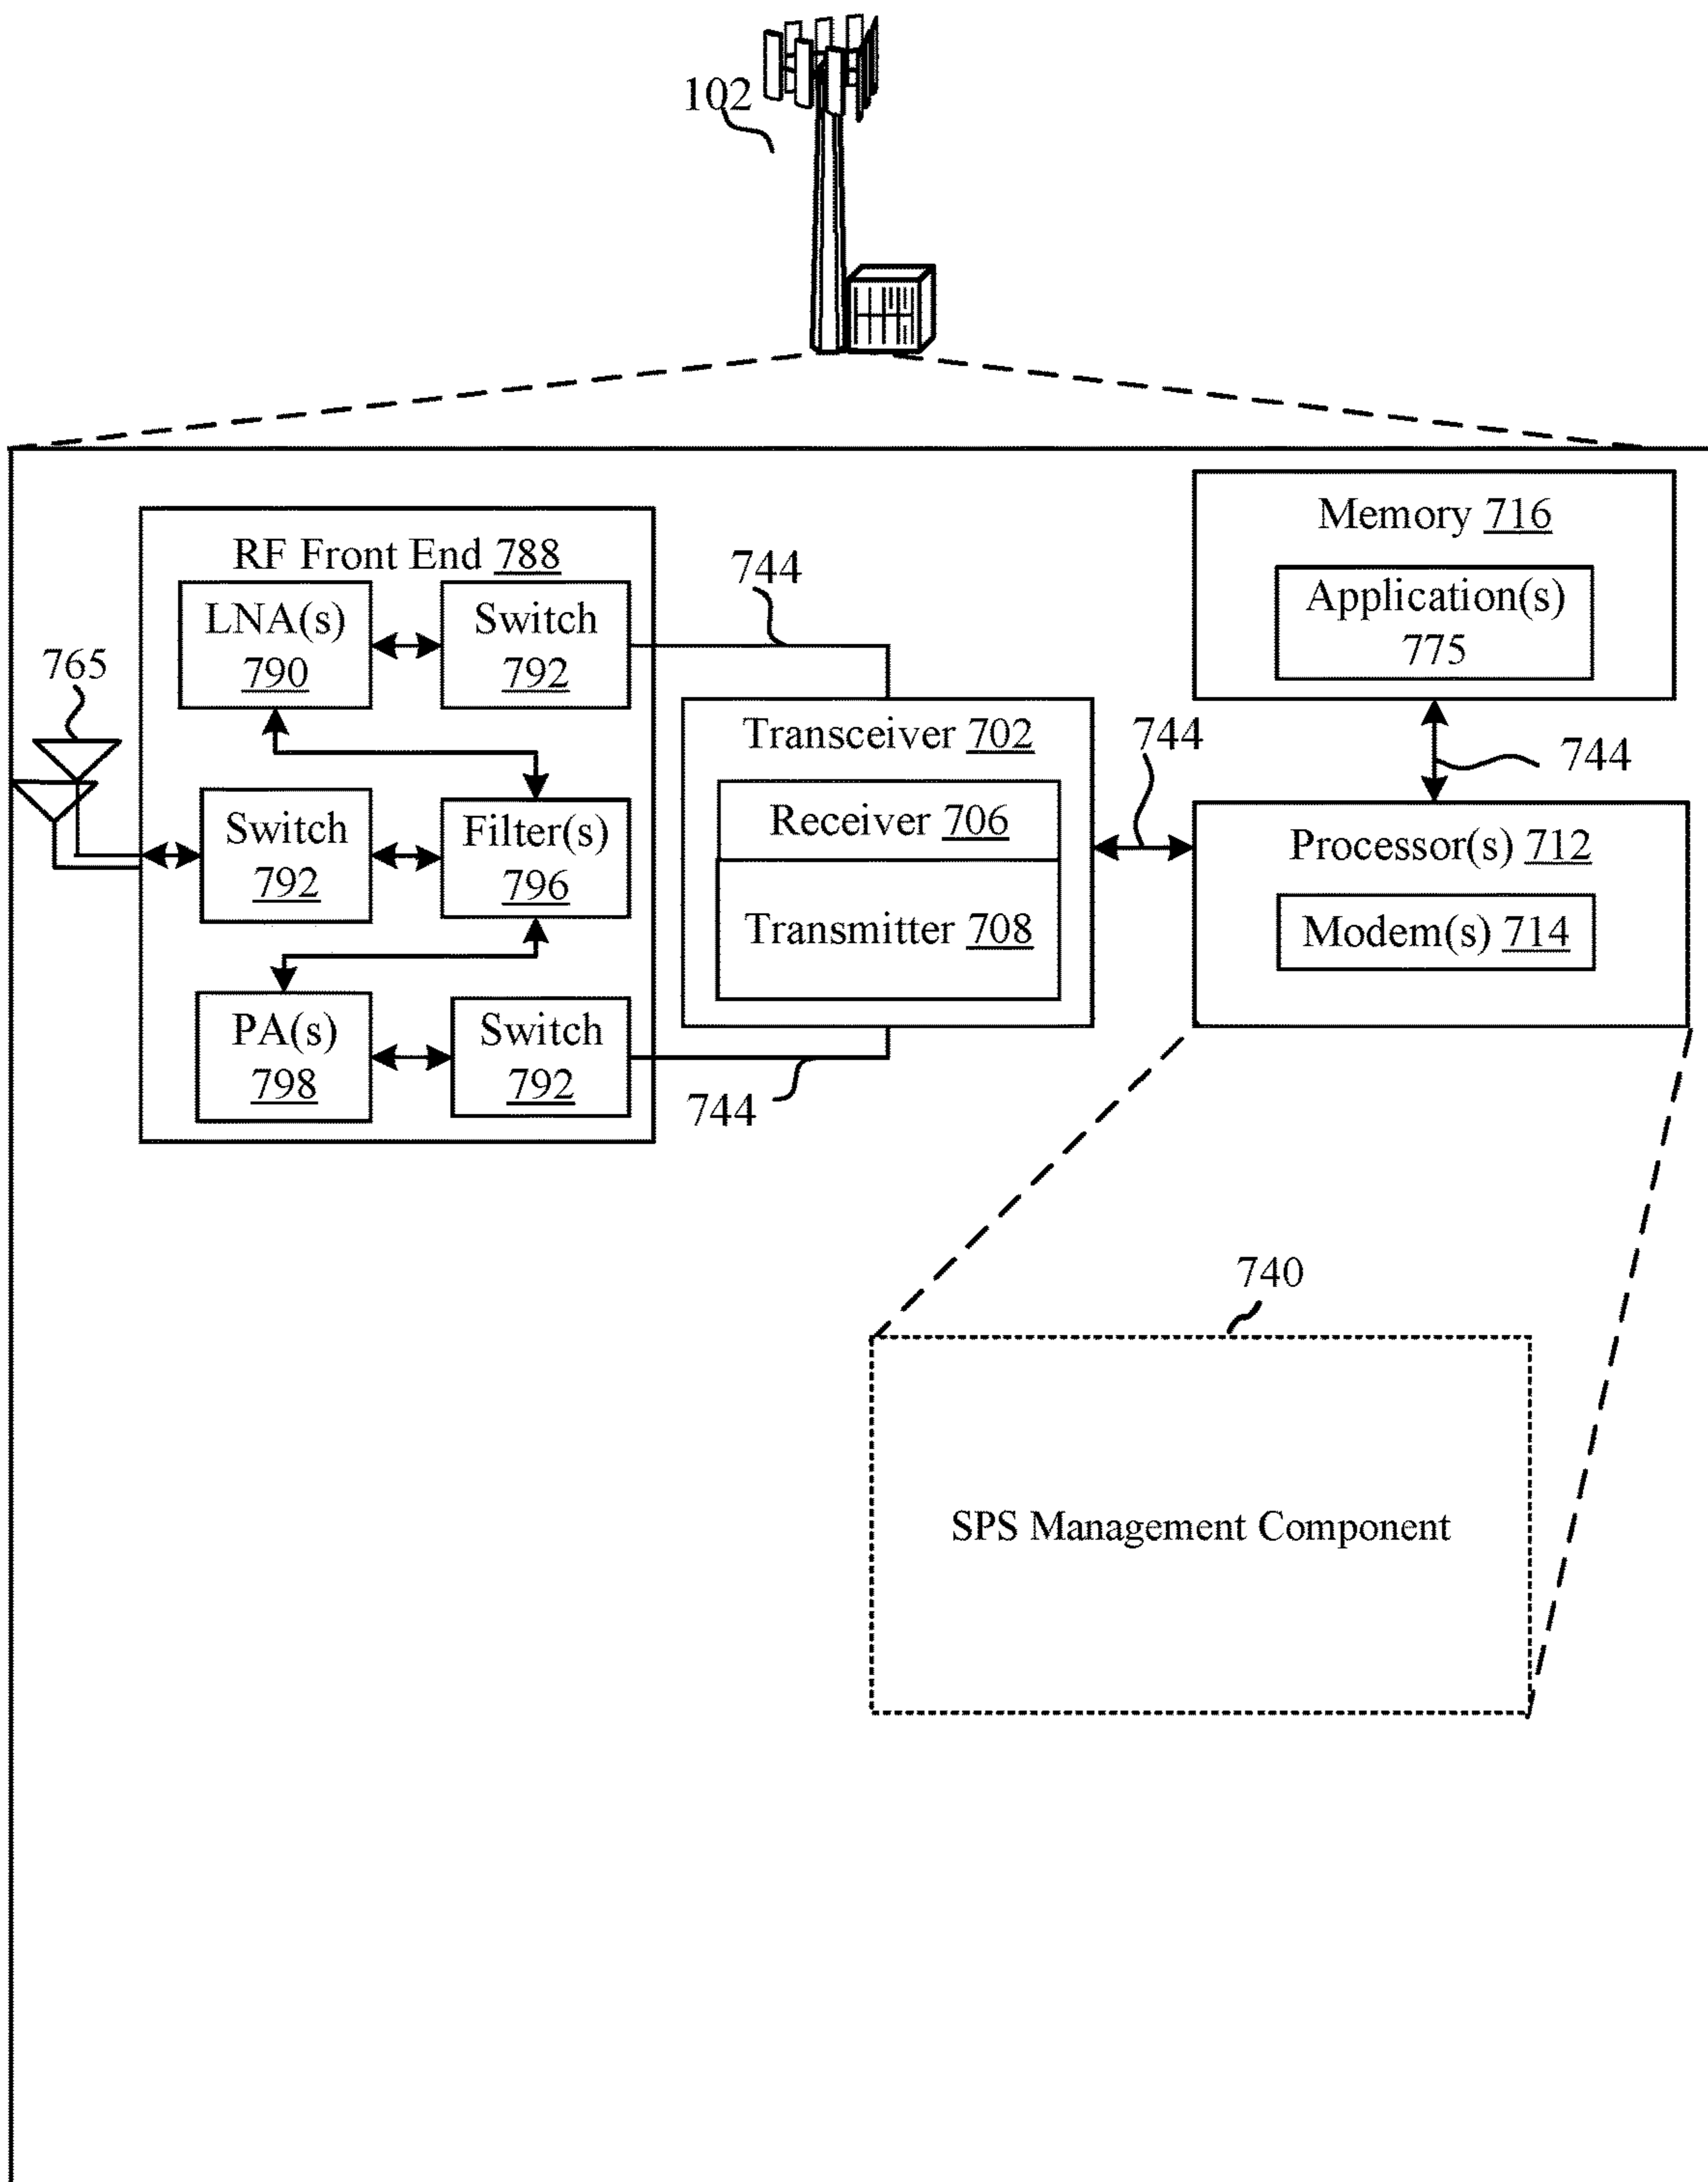 102
Memory 716
Application(s)
775
RF Front End 788
744
LNA(s)
790
Switch
792
765
Transceiver 702
744
744
Receiver 706
Switch
792
Filter(s)
796
Processor(s) 712
Transmitter 708
Modem(s) 714
PA(s)
798
Switch
792
744
740
SPS Management Component